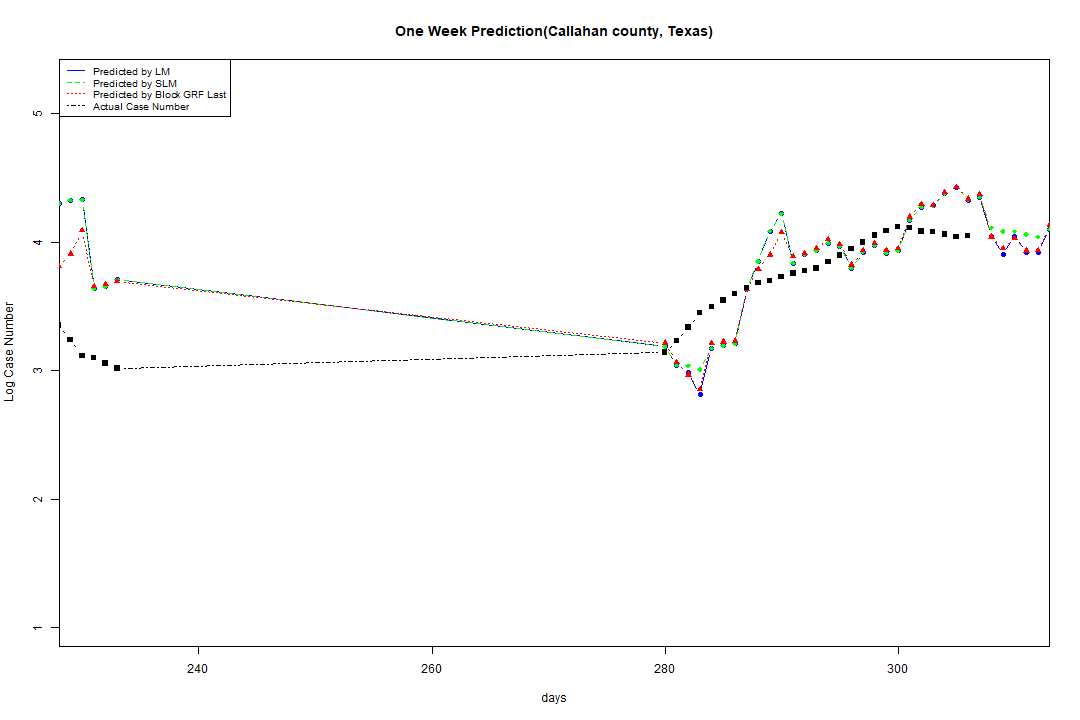 One Week Prediction(Callahan county, Texas)
Predicted by LM
Predicted by SLM
Predicted by Block GRF Last
Actual Case Number
5
4
3
2
1
Log Case Number
240
260
280
300
days